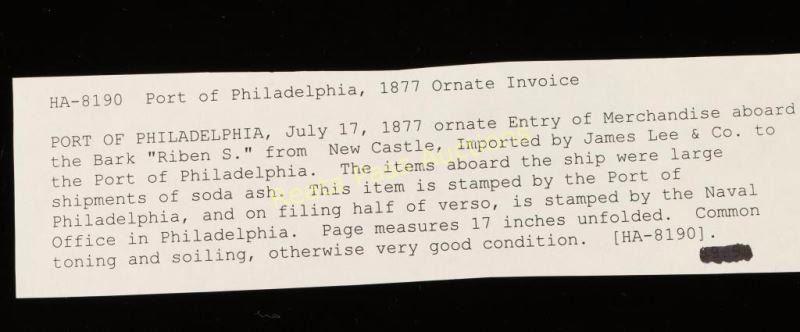 HA-8190 Port of Philadelphia, 1877 Ornate Invoice
PORT OF PHILADELPHIA, July 17, 1877 ornate Entry of Merchandise aboard
the Bark "Riben S." from New Castle, Imported by James Lee & Co. to
the Port of Philadelphia. The items aboard the ship were large
shipments of soda ash. This item is stamped by the Port of
Philadelphia, and on filing half of verso, is stamped by the Naval
Office in Philadelphia. Page measures 17 inches unfolded. Common
toning and soiling, otherwise very good condition. [HA-8190].